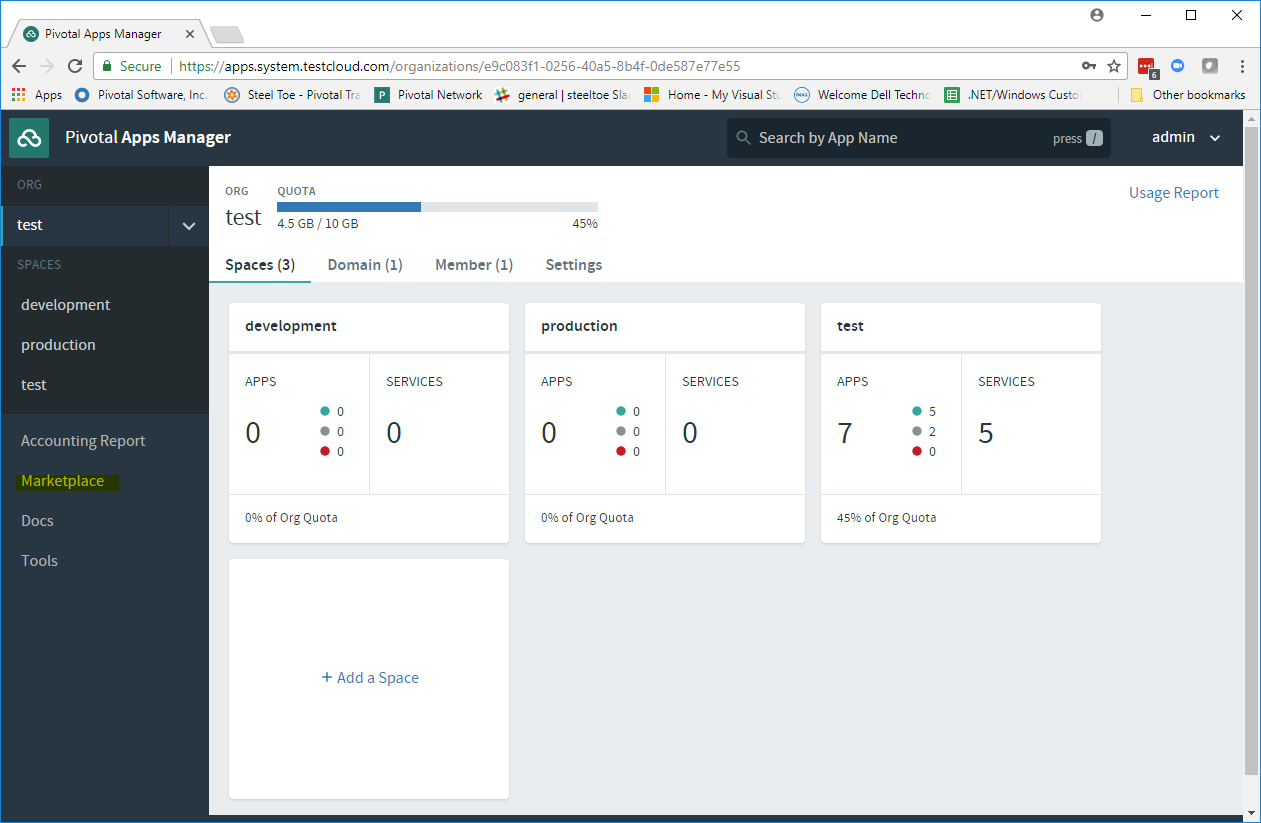 Pivotal Apps Manager
Secure https://apps.system.testcloud.com/organizations/e9c083f1-0256-40a5-8b4f-0de587e77e55
6
Apps Pivotal Software, Inc. Steel Toe - Pivotal Tra Pivotal Network general | steeltoe Sla Home - My Visual Stu Welcome Dell Techno .NET/Windows Custo Other bookmarks
Pivotal Apps Manager
Search by App Name press / admin
ORG
test
SPACES
development
production
test
Accounting Report
Marketplace
Docs
Tools
ORG QUOTA
test 4.5 GB / 10 GB 45%
Usage Report
Spaces (3) Domain (1) Member (1) Settings
development
APPS SERVICES
0 0 0 0 0
0% of Org Quota
production
APPS SERVICES
0 0 0 0 0
0% of Org Quota
test
APPS SERVICES
7 5 2 0 5
45% of Org Quota
+ Add a Space